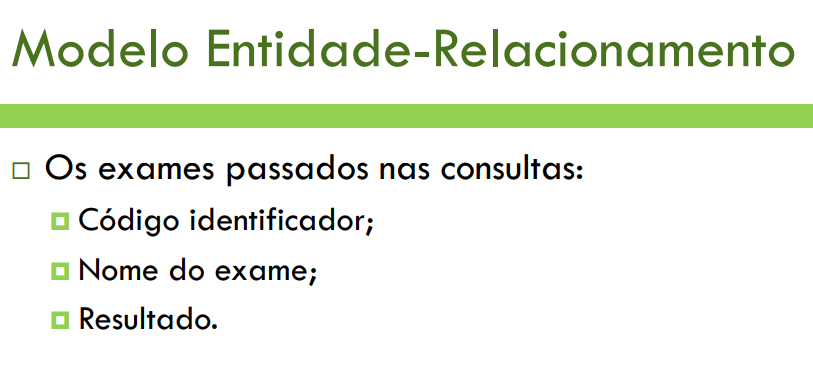 Modelo Entidade-Relacionamento
Os exames passados nas consultas:
Código identificador;
Nome do exame;
Resultado.